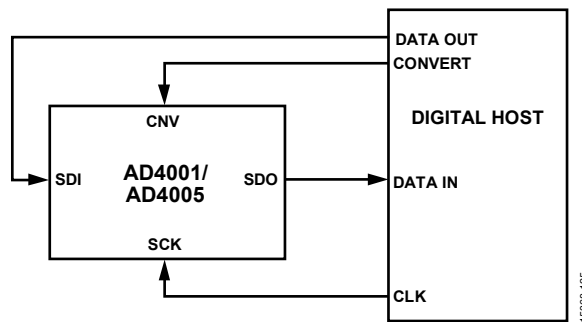 DATA OUT
CONVERT
DIGITAL HOST
CNV
SDI
AD4001/
AD4005
SDO
DATA IN
SCK
CLK